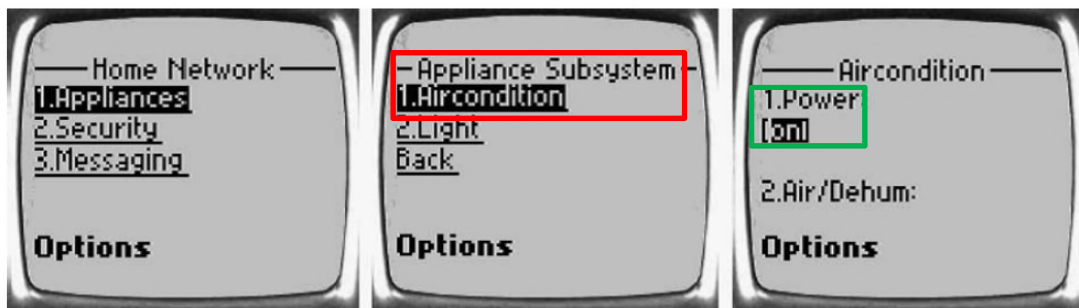 Home Network
1.Appliances
2.Security
3.Messaging
Options
Appliance Subsystem
1.Aircondition
2.Light
Back
Options
Aircondition
1.Power
[on]
2.Air/Dehum:
Options